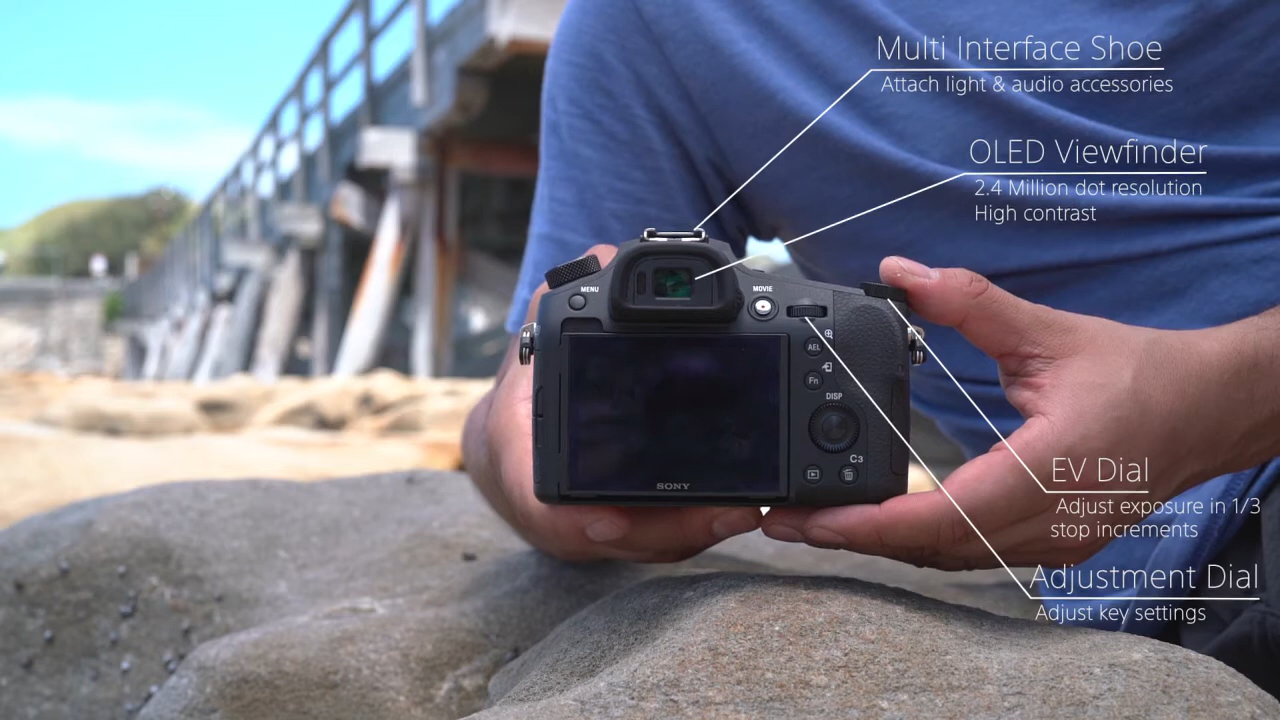 Multi Interface Shoe
Attach light & audio accessories
OLED Viewfinder
2.4 Million dot resolution
High contrast
MENU
MOVIE
AEL
Fn
DISP
C3
SONY
EV Dial
Adjust exposure in 1/3
stop increments
Adjustment Dial
Adjust key settings